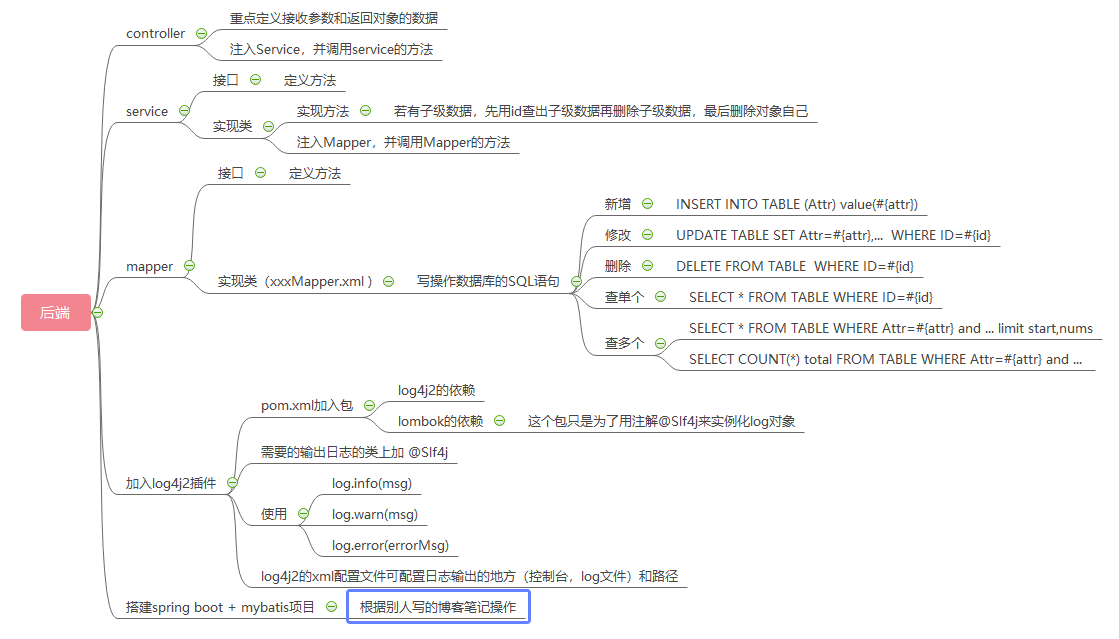 后端
controller
重点定义接收参数和返回对象的数据
注入Service，并调用service的方法
service
接口
定义方法
实现类
实现方法
若有子级数据，先用id查出子级数据再删除子级数据，最后删除对象自己
注入Mapper，并调用Mapper的方法
mapper
接口
定义方法
实现类（xxxMapper.xml ）
写操作数据库的SQL语句
新增
INSERT INTO TABLE (Attr) value(#{attr})
修改
UPDATE TABLE SET Attr=#{attr},... WHERE ID=#{id}
删除
DELETE FROM TABLE WHERE ID=#{id}
查单个
SELECT * FROM TABLE WHERE ID=#{id}
查多个
SELECT * FROM TABLE WHERE Attr=#{attr} and ... limit start,nums
SELECT COUNT(*) total FROM TABLE WHERE Attr=#{attr} and ...
加入log4j2插件
pom.xml加入包
log4j2的依赖
lombok的依赖
这个包只是为了用注解@Slf4j来实例化log对象
需要的输出日志的类上加 @Slf4j
使用
log.info(msg)
log.warn(msg)
log.error(errorMsg)
log4j2的xml配置文件可配置日志输出的地方（控制台，log文件）和路径
搭建spring boot + mybatis项目
根据别人写的博客笔记操作